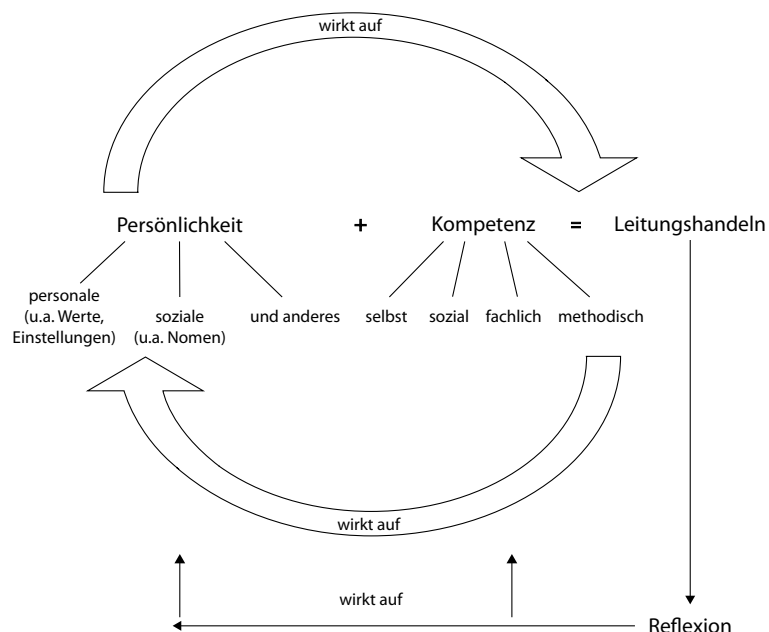 wirkt auf
Persönlichkeit + Kompetenz = Leitungshandeln
personale
(u.a. Werte,
Einstellungen)
soziale
(u.a. Nomen)
und anderes
selbst
sozial
fachlich
methodisch
wirkt auf
wirkt auf
Reflexion